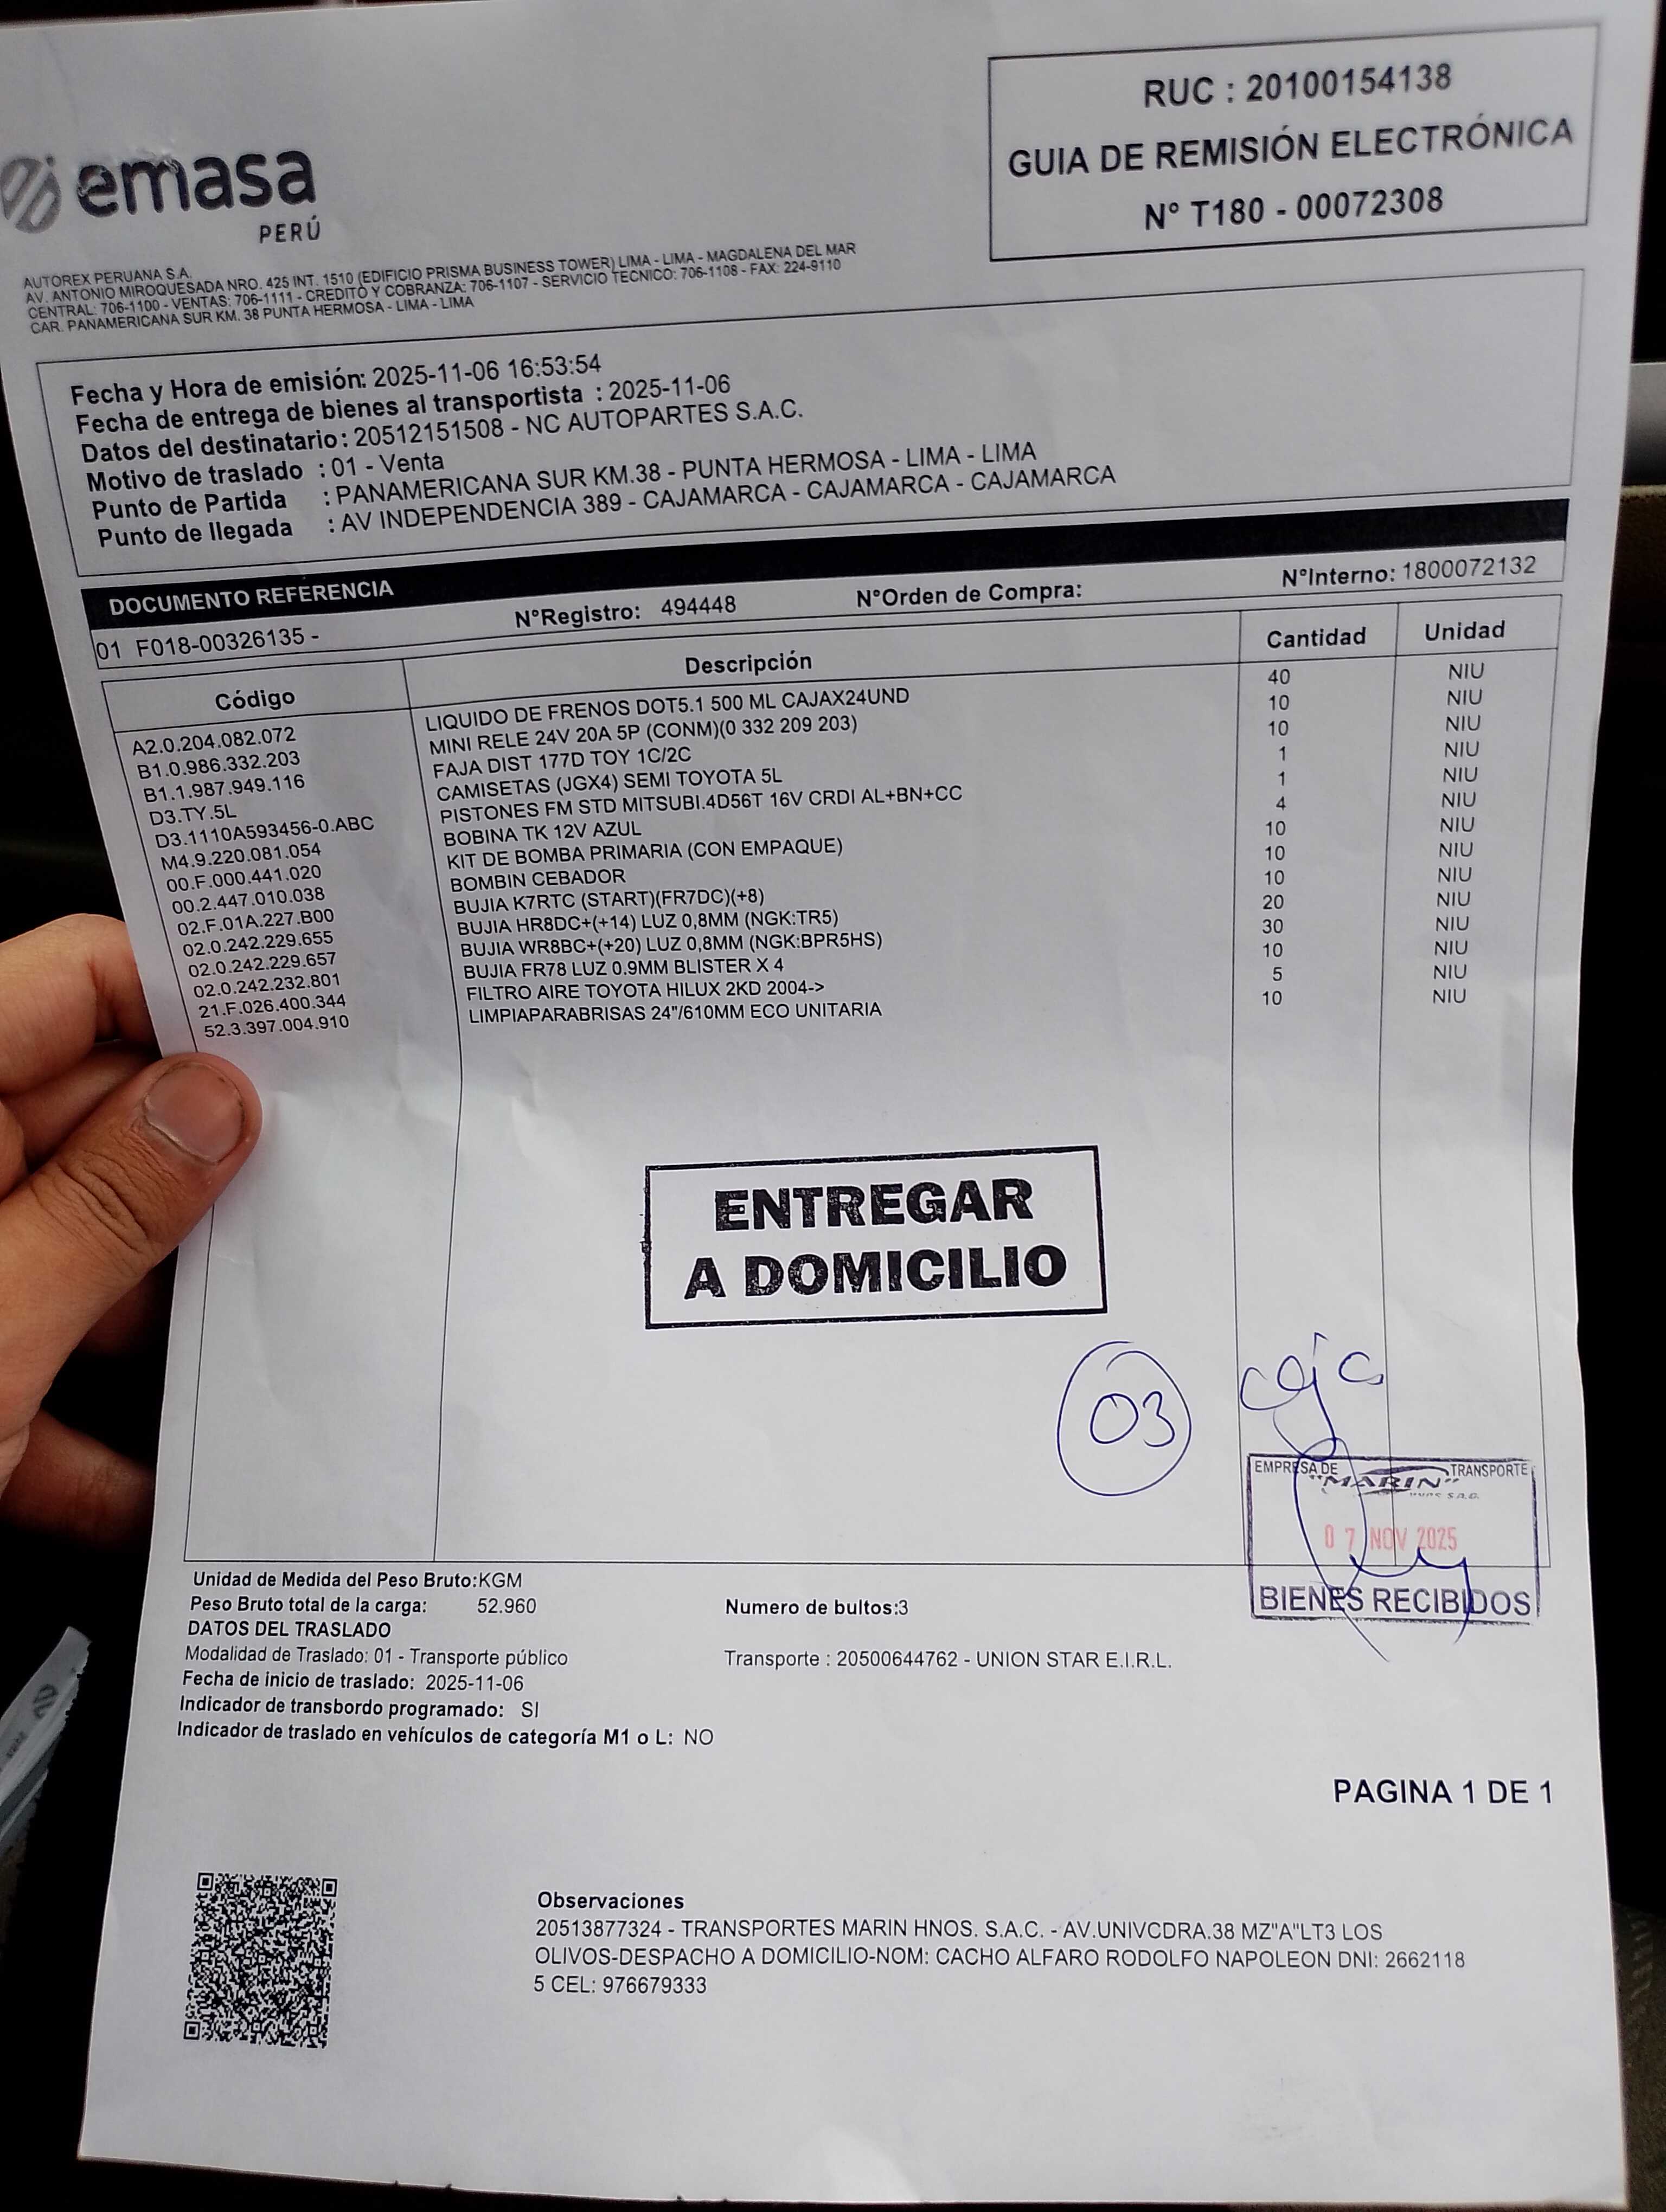 RUC : 20100154138
GUIA DE REMISIÓN ELECTRÓNICA
N° T180 - 00072308
emasa
PERÚ
AUTOREX PERUANA S.A.
AV. ANTONIO MIROQUESADA NRO. 425 INT. 1510 (EDIFICIO PRISMA BUSINESS TOWER) LIMA - LIMA - MAGDALENA DEL MAR
CENTRAL: 706-1100 - VENTAS: 706-1111 - CREDITO Y COBRANZA: 706-1107 - SERVICIO TECNICO: 706-1108 - FAX: 224-9110
CAR. PANAMERICANA SUR KM. 38 PUNTA HERMOSA - LIMA - LIMA
Fecha y Hora de emisión: 2025-11-06 16:53:54
Fecha de entrega de bienes al transportista : 2025-11-06
Datos del destinatario : 20512151508 - NC AUTOPARTES S.A.C.
Motivo de traslado : 01 - Venta
Punto de Partida : PANAMERICANA SUR KM.38 - PUNTA HERMOSA - LIMA - LIMA
Punto de llegada : AV INDEPENDENCIA 389 - CAJAMARCA - CAJAMARCA - CAJAMARCA
DOCUMENTO REFERENCIA
01 F018-00326135 - N°Registro: 494448 N°Orden de Compra: N°Interno: 1800072132
Código Descripción Cantidad Unidad
A2.0.204.082.072 LIQUIDO DE FRENOS DOT5.1 500 ML CAJAX24UND 40 NIU
B1.0.986.332.203 MINI RELE 24V 20A 5P (CONM)(0 332 209 203) 10 NIU
B1.1.987.949.116 FAJA DIST 177D TOY 1C/2C 10 NIU
D3.TY.5L CAMISETAS (JGX4) SEMI TOYOTA 5L 1 NIU
D3.1110A593456-0.ABC PISTONES FM STD MITSUBI.4D56T 16V CRDI AL+BN+CC 1 NIU
M4.9.220.081.054 BOBINA TK 12V AZUL 4 NIU
00.F.000.441.020 KIT DE BOMBA PRIMARIA (CON EMPAQUE) 10 NIU
00.2.447.010.038 BOMBIN CEBADOR 10 NIU
02.F.01A.227.B00 BUJIA K7RTC (START)(FR7DC)(+8) 10 NIU
02.0.242.229.655 BUJIA HR8DC+(+14) LUZ 0,8MM (NGK:TR5) 20 NIU
02.0.242.229.657 BUJIA WR8BC+(+20) LUZ 0,8MM (NGK:BPR5HS) 30 NIU
02.0.242.232.801 BUJIA FR78 LUZ 0.9MM BLISTER X 4 10 NIU
21.F.026.400.344 FILTRO AIRE TOYOTA HILUX 2KD 2004-> 5 NIU
52.3.397.004.910 LIMPIAPARABRISAS 24"/610MM ECO UNITARIA 10 NIU
ENTREGAR
A DOMICILIO
03
EMPRESA DE TRANSPORTE
"MARIN"
S.A.C.
07 NOV 2025
BIENES RECIBIDOS
Unidad de Medida del Peso Bruto:KGM
Peso Bruto total de la carga: 52.960 Numero de bultos:3
DATOS DEL TRASLADO
Modalidad de Traslado: 01 - Transporte público Transporte : 20500644762 - UNION STAR E.I.R.L.
Fecha de inicio de traslado: 2025-11-06
Indicador de transbordo programado: SI
Indicador de traslado en vehículos de categoría M1 o L: NO
PAGINA 1 DE 1
Observaciones
20513877324 - TRANSPORTES MARIN HNOS. S.A.C. - AV.UNIVCDRA.38 MZ"A"LT3 LOS
OLIVOS-DESPACHO A DOMICILIO-NOM: CACHO ALFARO RODOLFO NAPOLEON DNI: 2662118
5 CEL: 976679333